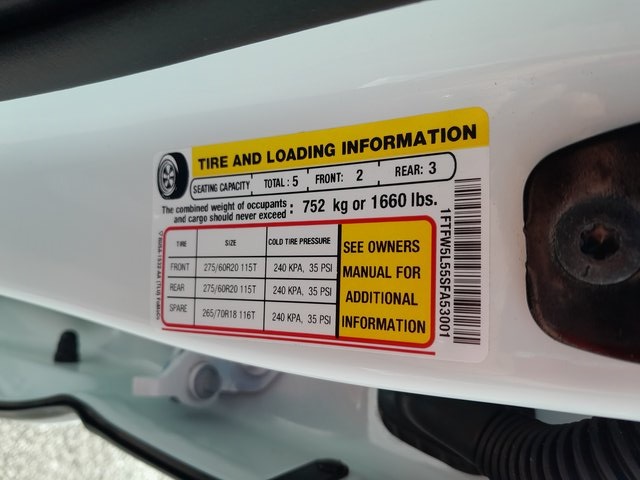 TIRE AND LOADING INFORMATION
SEATING CAPACITY TOTAL : 5 FRONT: 2 REAR: 3
The combined weight of occupants and cargo should never exceed : 752 kg or 1660 lbs.
TIRE SIZE COLD TIRE PRESSURE
FRONT 275/60R20 115T 240 KPA, 35 PSI
REAR 275/60R20 115T 240 KPA, 35 PSI
SPARE 265/70R18 116T 240 KPA, 35 PSI
SEE OWNERS
MANUAL FOR
ADDITIONAL
INFORMATION
1FTFW5L55SFA53001